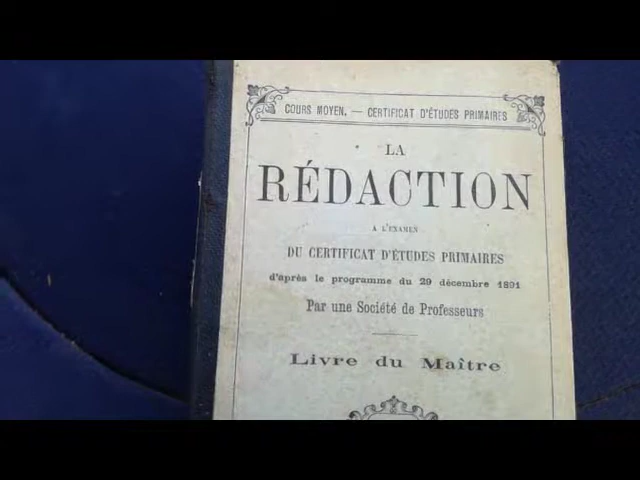 COURS MOYEN. — CERTIFICAT D'ÉTUDES PRIMAIRES
LA
RÉDACTION
A L'EXAMEN
DU CERTIFICAT D'ÉTUDES PRIMAIRES
d'après le programme du 29 décembre 1891
Par une Société de Professeurs
Livre du Maître